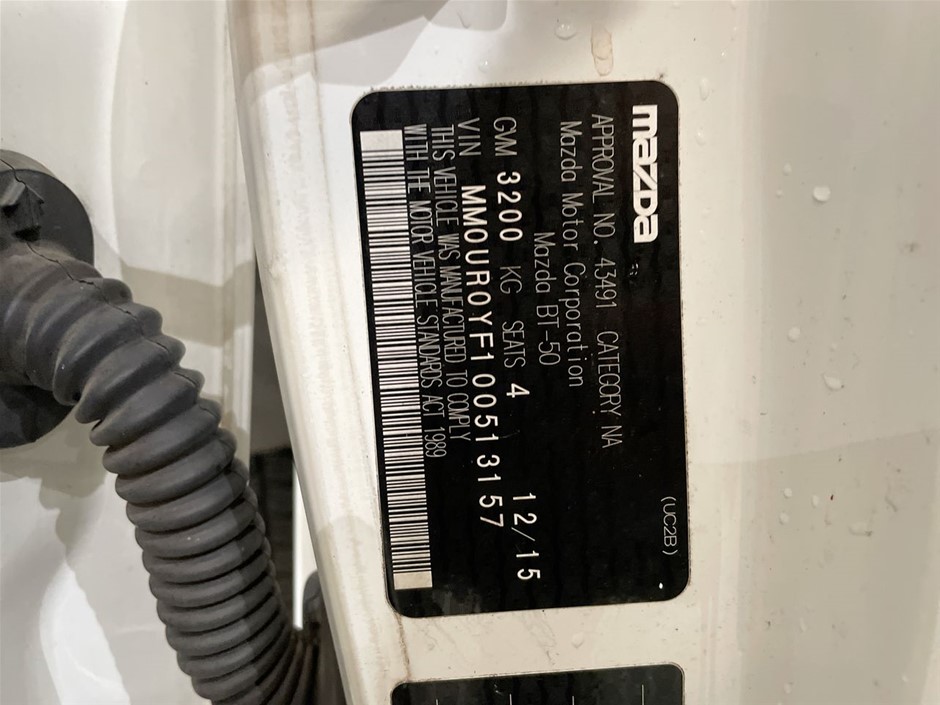 mazda
(UC2B)
APPROVAL NO. 43491 CATEGORY NA
Mazda Motor Corporation
Mazda BT-50
GVM 3200 KG SEATS 4 12/15
VIN MM0UR0YF100513157
THIS VEHICLE WAS MANUFACTURED TO COMPLY
WITH THE MOTOR VEHICLE STANDARDS ACT 1989